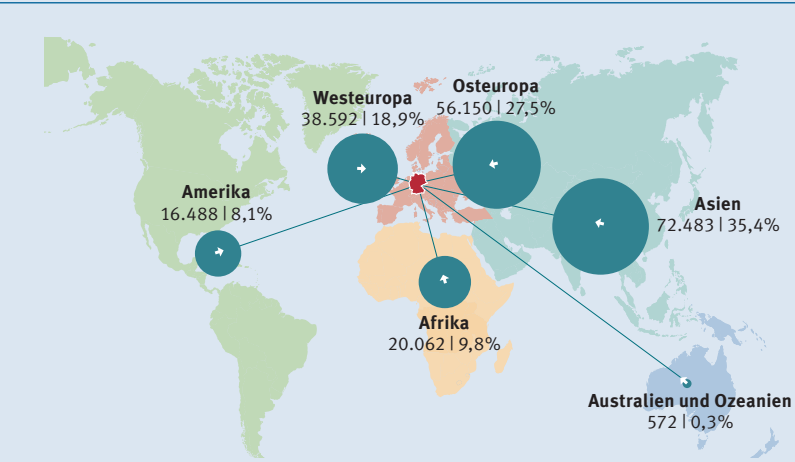 Westeuropa
38.592 | 18,9%
Osteuropa
56.150 | 27,5%
Amerika
16.488 | 8,1%
Asien
72.483 | 35,4%
Afrika
20.062 | 9,8%
Australien und Ozeanien
572 | 0,3%